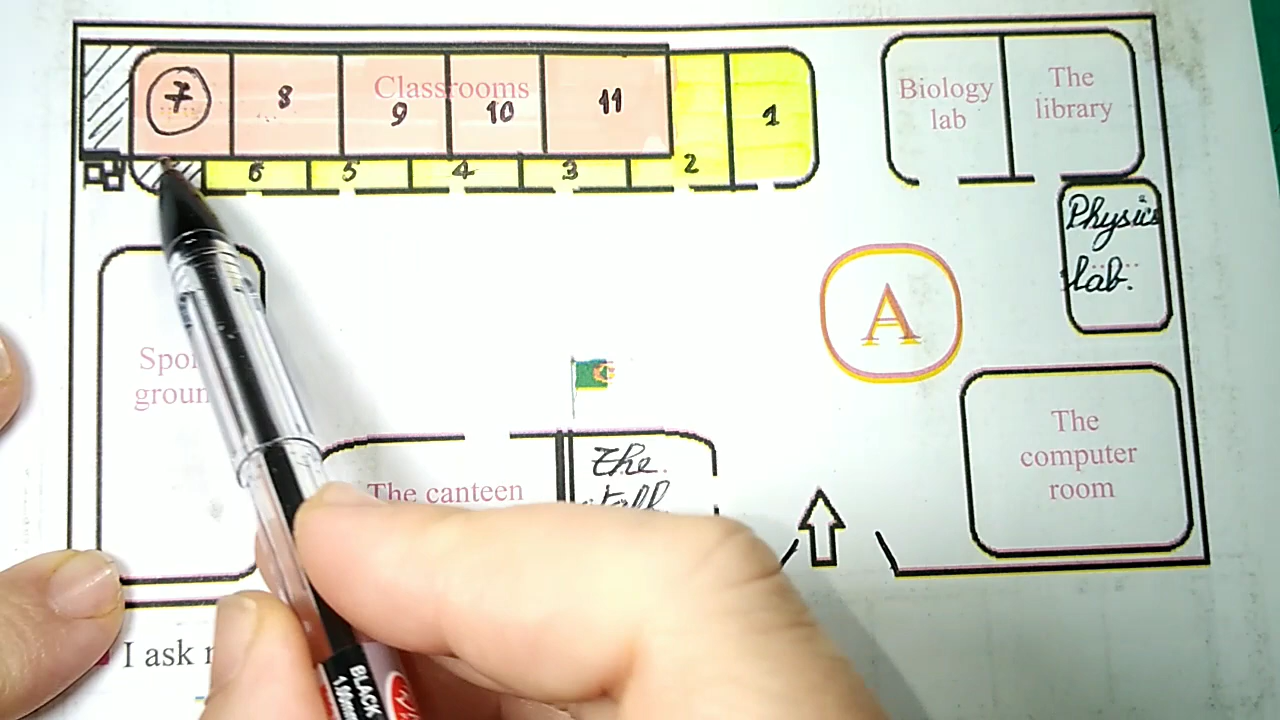 Classrooms
7 8 9 10 11
6 5 4 3 2 1
Biology
lab
The
library
Physics
lab.
A
The
computer
room
The canteen
The
I ask
BLACK